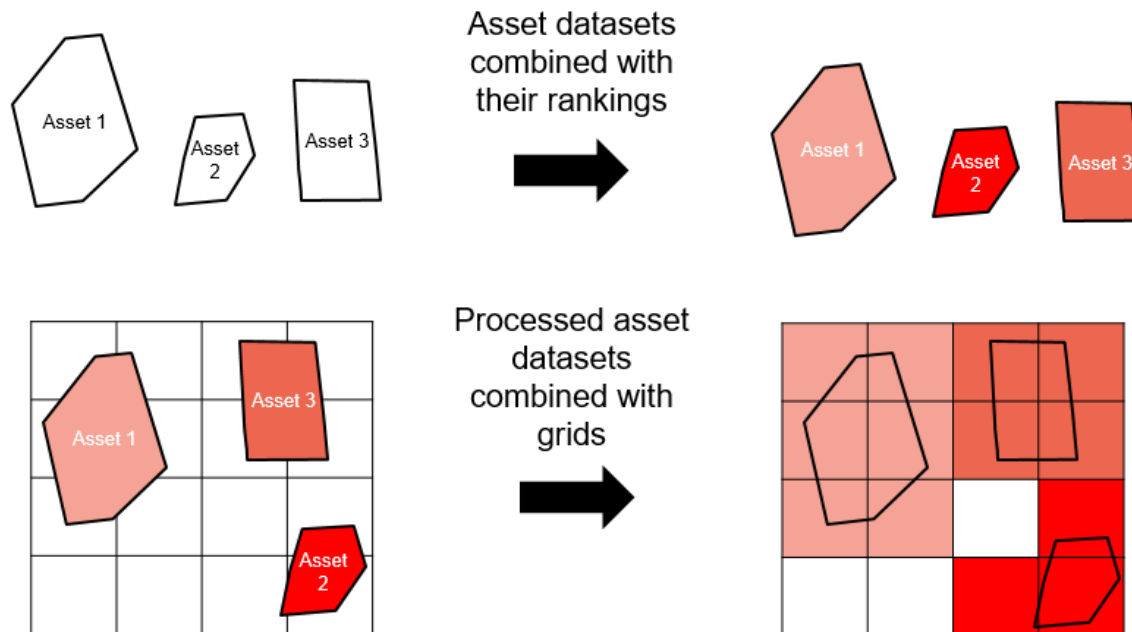 Asset datasets
combined with
their rankings
Asset 1
Asset
2
Asset 3
Asset 1
Asset
2
Asset 3
Processed asset
datasets
combined with
grids
Asset 1
Asset 3
Asset
2